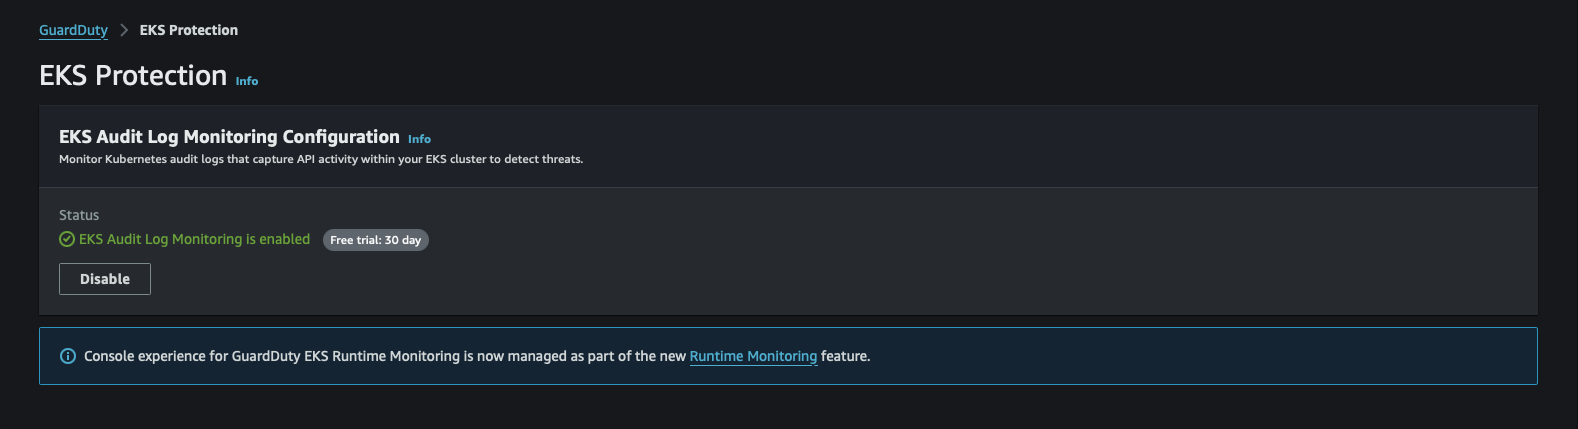 GuardDuty > EKS Protection
EKS Protection Info
EKS Audit Log Monitoring Configuration Info
Monitor Kubernetes audit logs that capture API activity within your EKS cluster to detect threats.
Status
EKS Audit Log Monitoring is enabled Free trial: 30 day
Disable
Console experience for GuardDuty EKS Runtime Monitoring is now managed as part of the new Runtime Monitoring feature.